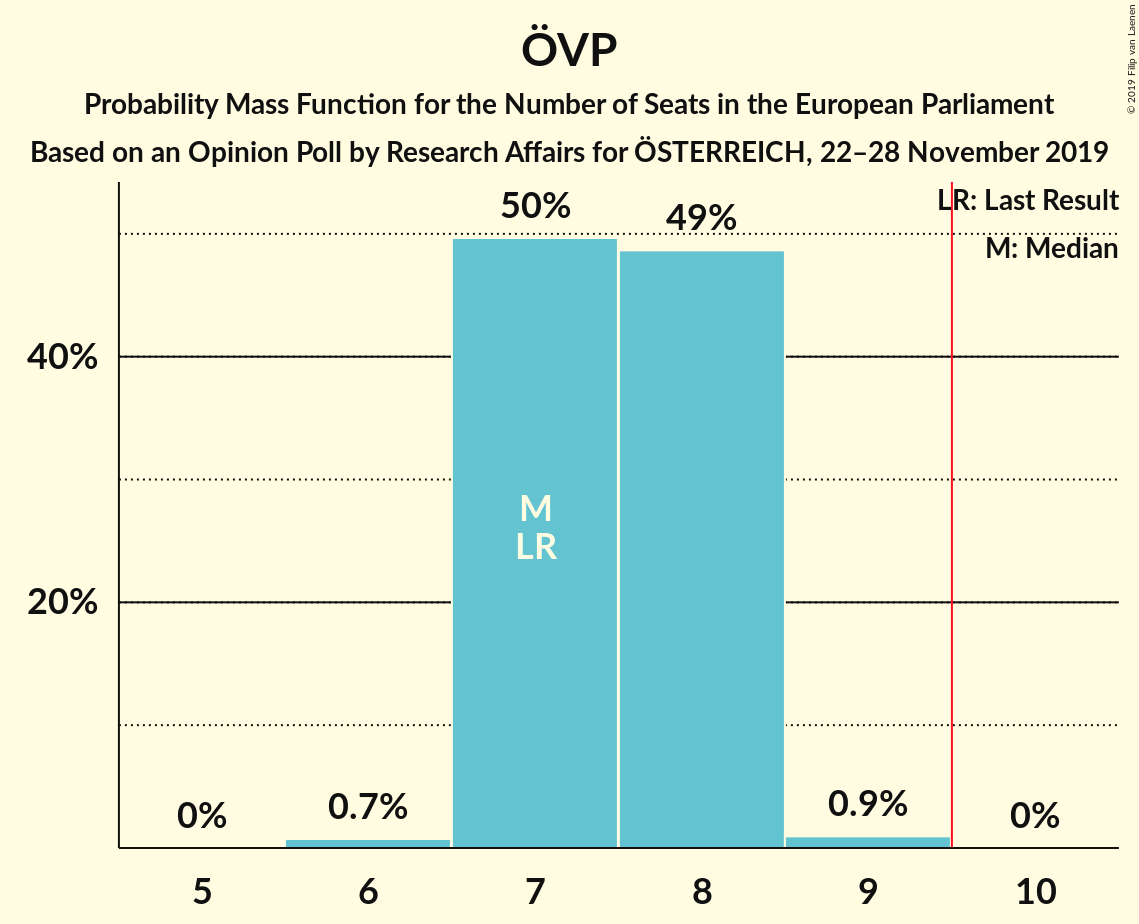 ÖVP
Probability Mass Function for the Number of Seats in the European Parliament
Based on an Opinion Poll by Research Affairs for ÖSTERREICH, 22–28 November 2019
© 2019 Filip van Laenen
LR: Last Result
M: Median
50%
49%
40%
20%
M
LR
0%
0.7%
0.9%
0%
5
6
7
8
9
10